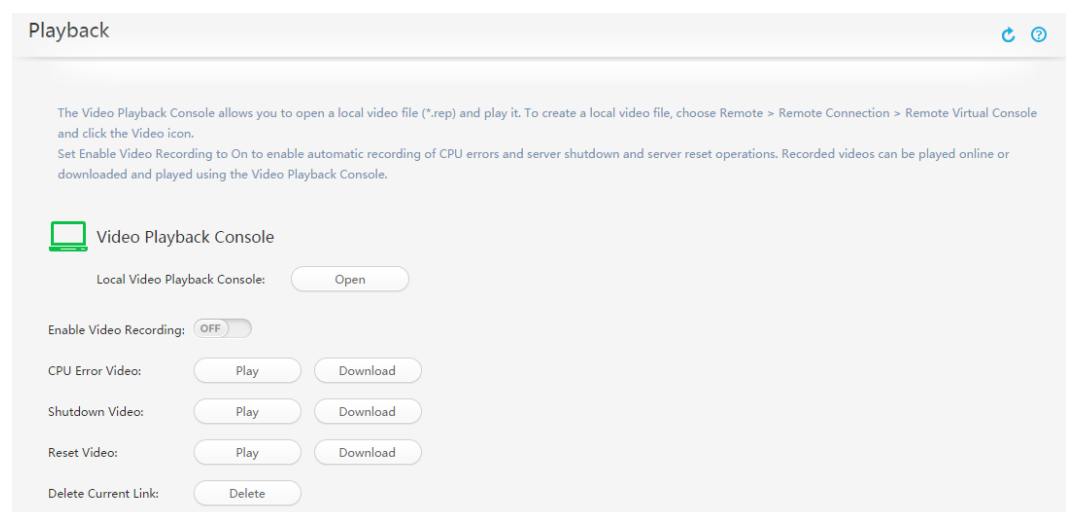 Playback
The Video Playback Console allows you to open a local video file (*.rep) and play it. To create a local video file, choose Remote > Remote Connection > Remote Virtual Console
and click the Video icon.
Set Enable Video Recording to On to enable automatic recording of CPU errors and server shutdown and server reset operations. Recorded videos can be played online or
downloaded and played using the Video Playback Console.
Video Playback Console
Local Video Playback Console: Open
Enable Video Recording: OFF
CPU Error Video: Play Download
Shutdown Video: Play Download
Reset Video: Play Download
Delete Current Link: Delete